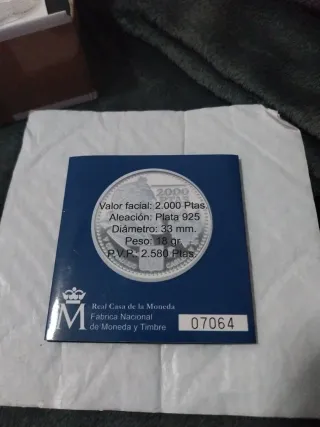 2000
Valor facial: 2.000 Ptas.
Aleación: Plata 925
Diámetro: 33 mm.
Peso: 18 gr.
P.V.P.: 2.580 Ptas.
M
Real Casa de la Moneda
Fábrica Nacional
de Moneda y Timbre
07064